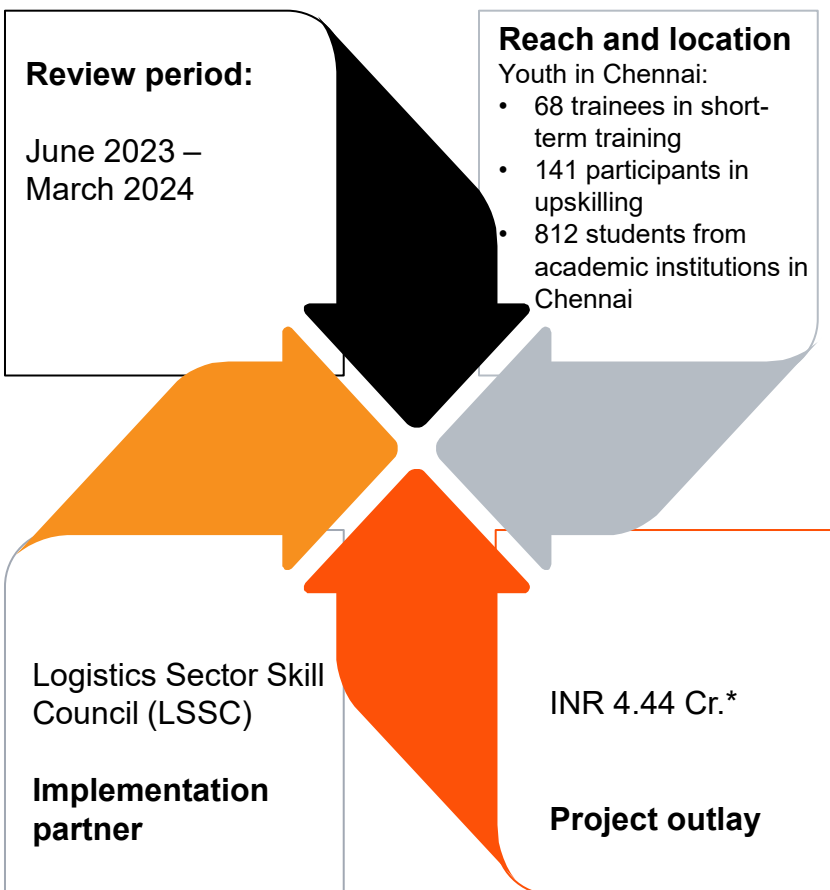 Review period:
June 2023 –
March 2024
Reach and location
Youth in Chennai:
• 68 trainees in short-
term training
• 141 participants in
upskilling
• 812 students from
academic institutions in
Chennai
Logistics Sector Skill
Council (LSSC)
Implementation
partner
INR 4.44 Cr.*
Project outlay